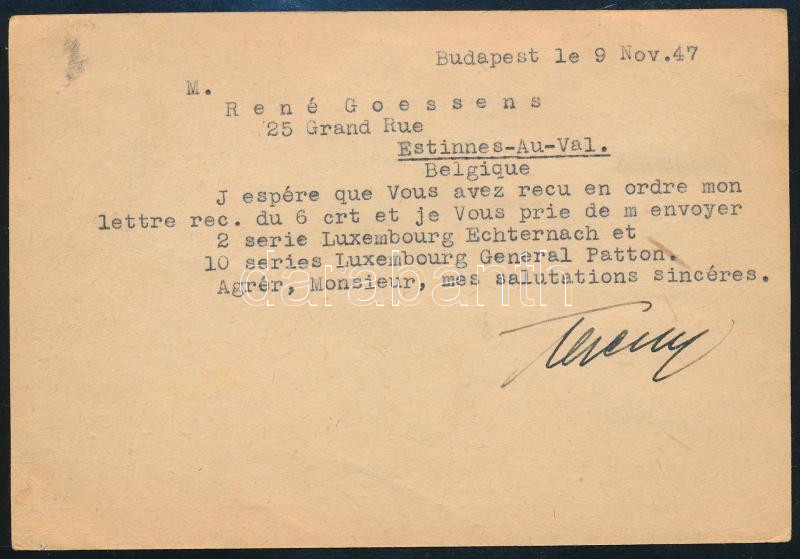 Budapest le 9 Nov.47
M.
René Goessens
25 Grand Rue
Estinnes-Au-Val.
Belgique
J espére que Vous avez recu en ordre mon
lettre rec. du 6 crt et je Vous prie de m envoyer
2 serie Luxembourg Echternach et
10 series Luxembourg General Patton.
Agrér, Monsieur, mes salutations sincéres.
darabanth